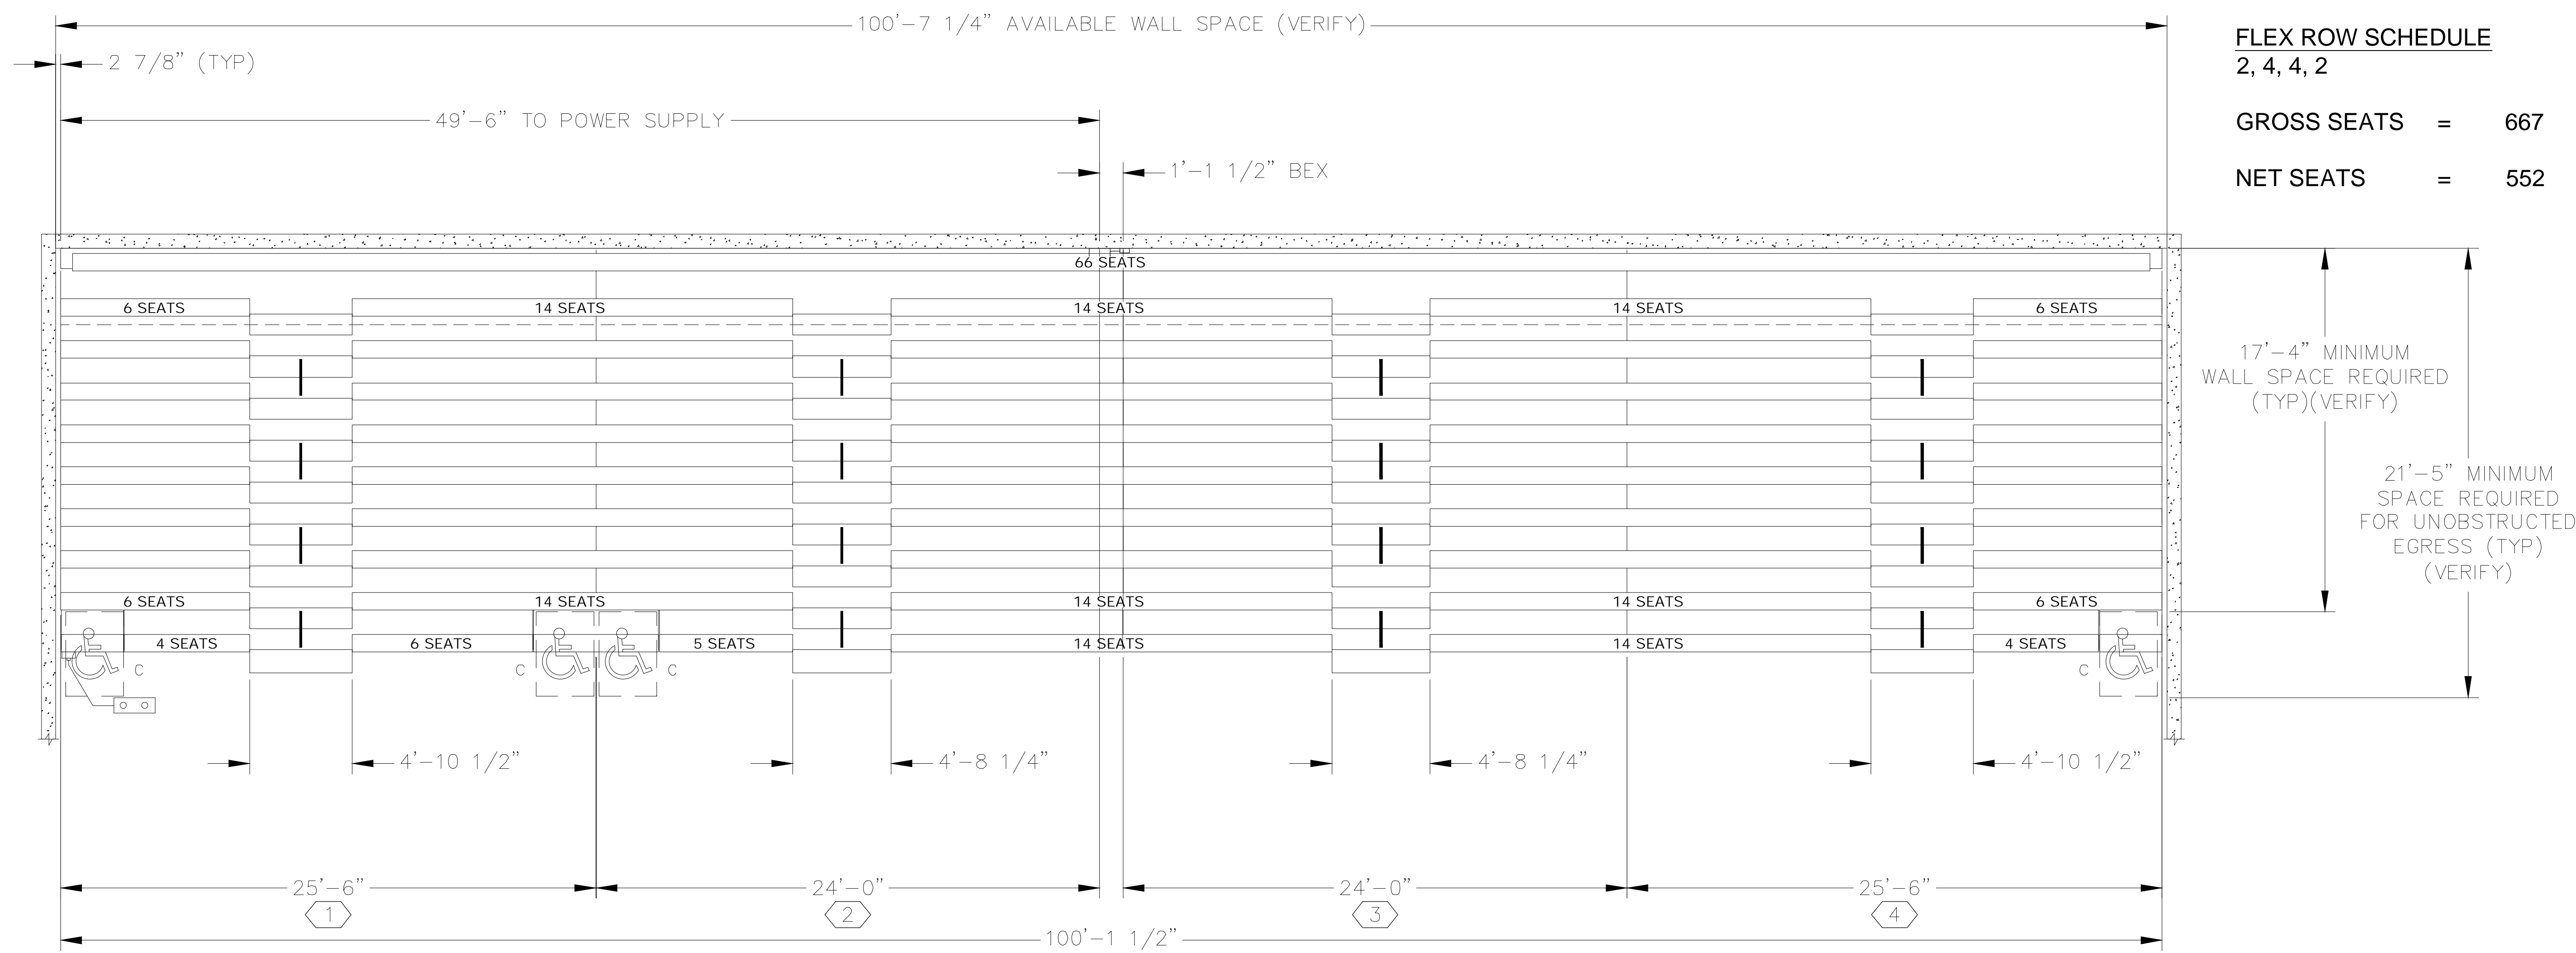 100'-7 1/4" AVAILABLE WALL SPACE (VERIFY)
2 7/8" (TYP)
49'-6" TO POWER SUPPLY
1'-1 1/2" BEX
FLEX ROW SCHEDULE
2, 4, 4, 2
GROSS SEATS = 667
NET SEATS = 552
66 SEATS
6 SEATS 14 SEATS 14 SEATS 14 SEATS 6 SEATS
17'-4" MINIMUM
WALL SPACE REQUIRED
(TYP)(VERIFY)
21'-5" MINIMUM
SPACE REQUIRED
FOR UNOBSTRUCTED
EGRESS (TYP)
(VERIFY)
6 SEATS 14 SEATS 14 SEATS 14 SEATS 6 SEATS
4 SEATS 6 SEATS 5 SEATS 14 SEATS 14 SEATS 4 SEATS
C C C C
4'-10 1/2" 4'-8 1/4" 4'-8 1/4" 4'-10 1/2"
25'-6" 24'-0" 24'-0" 25'-6"
1 2 3 4
100'-1 1/2"